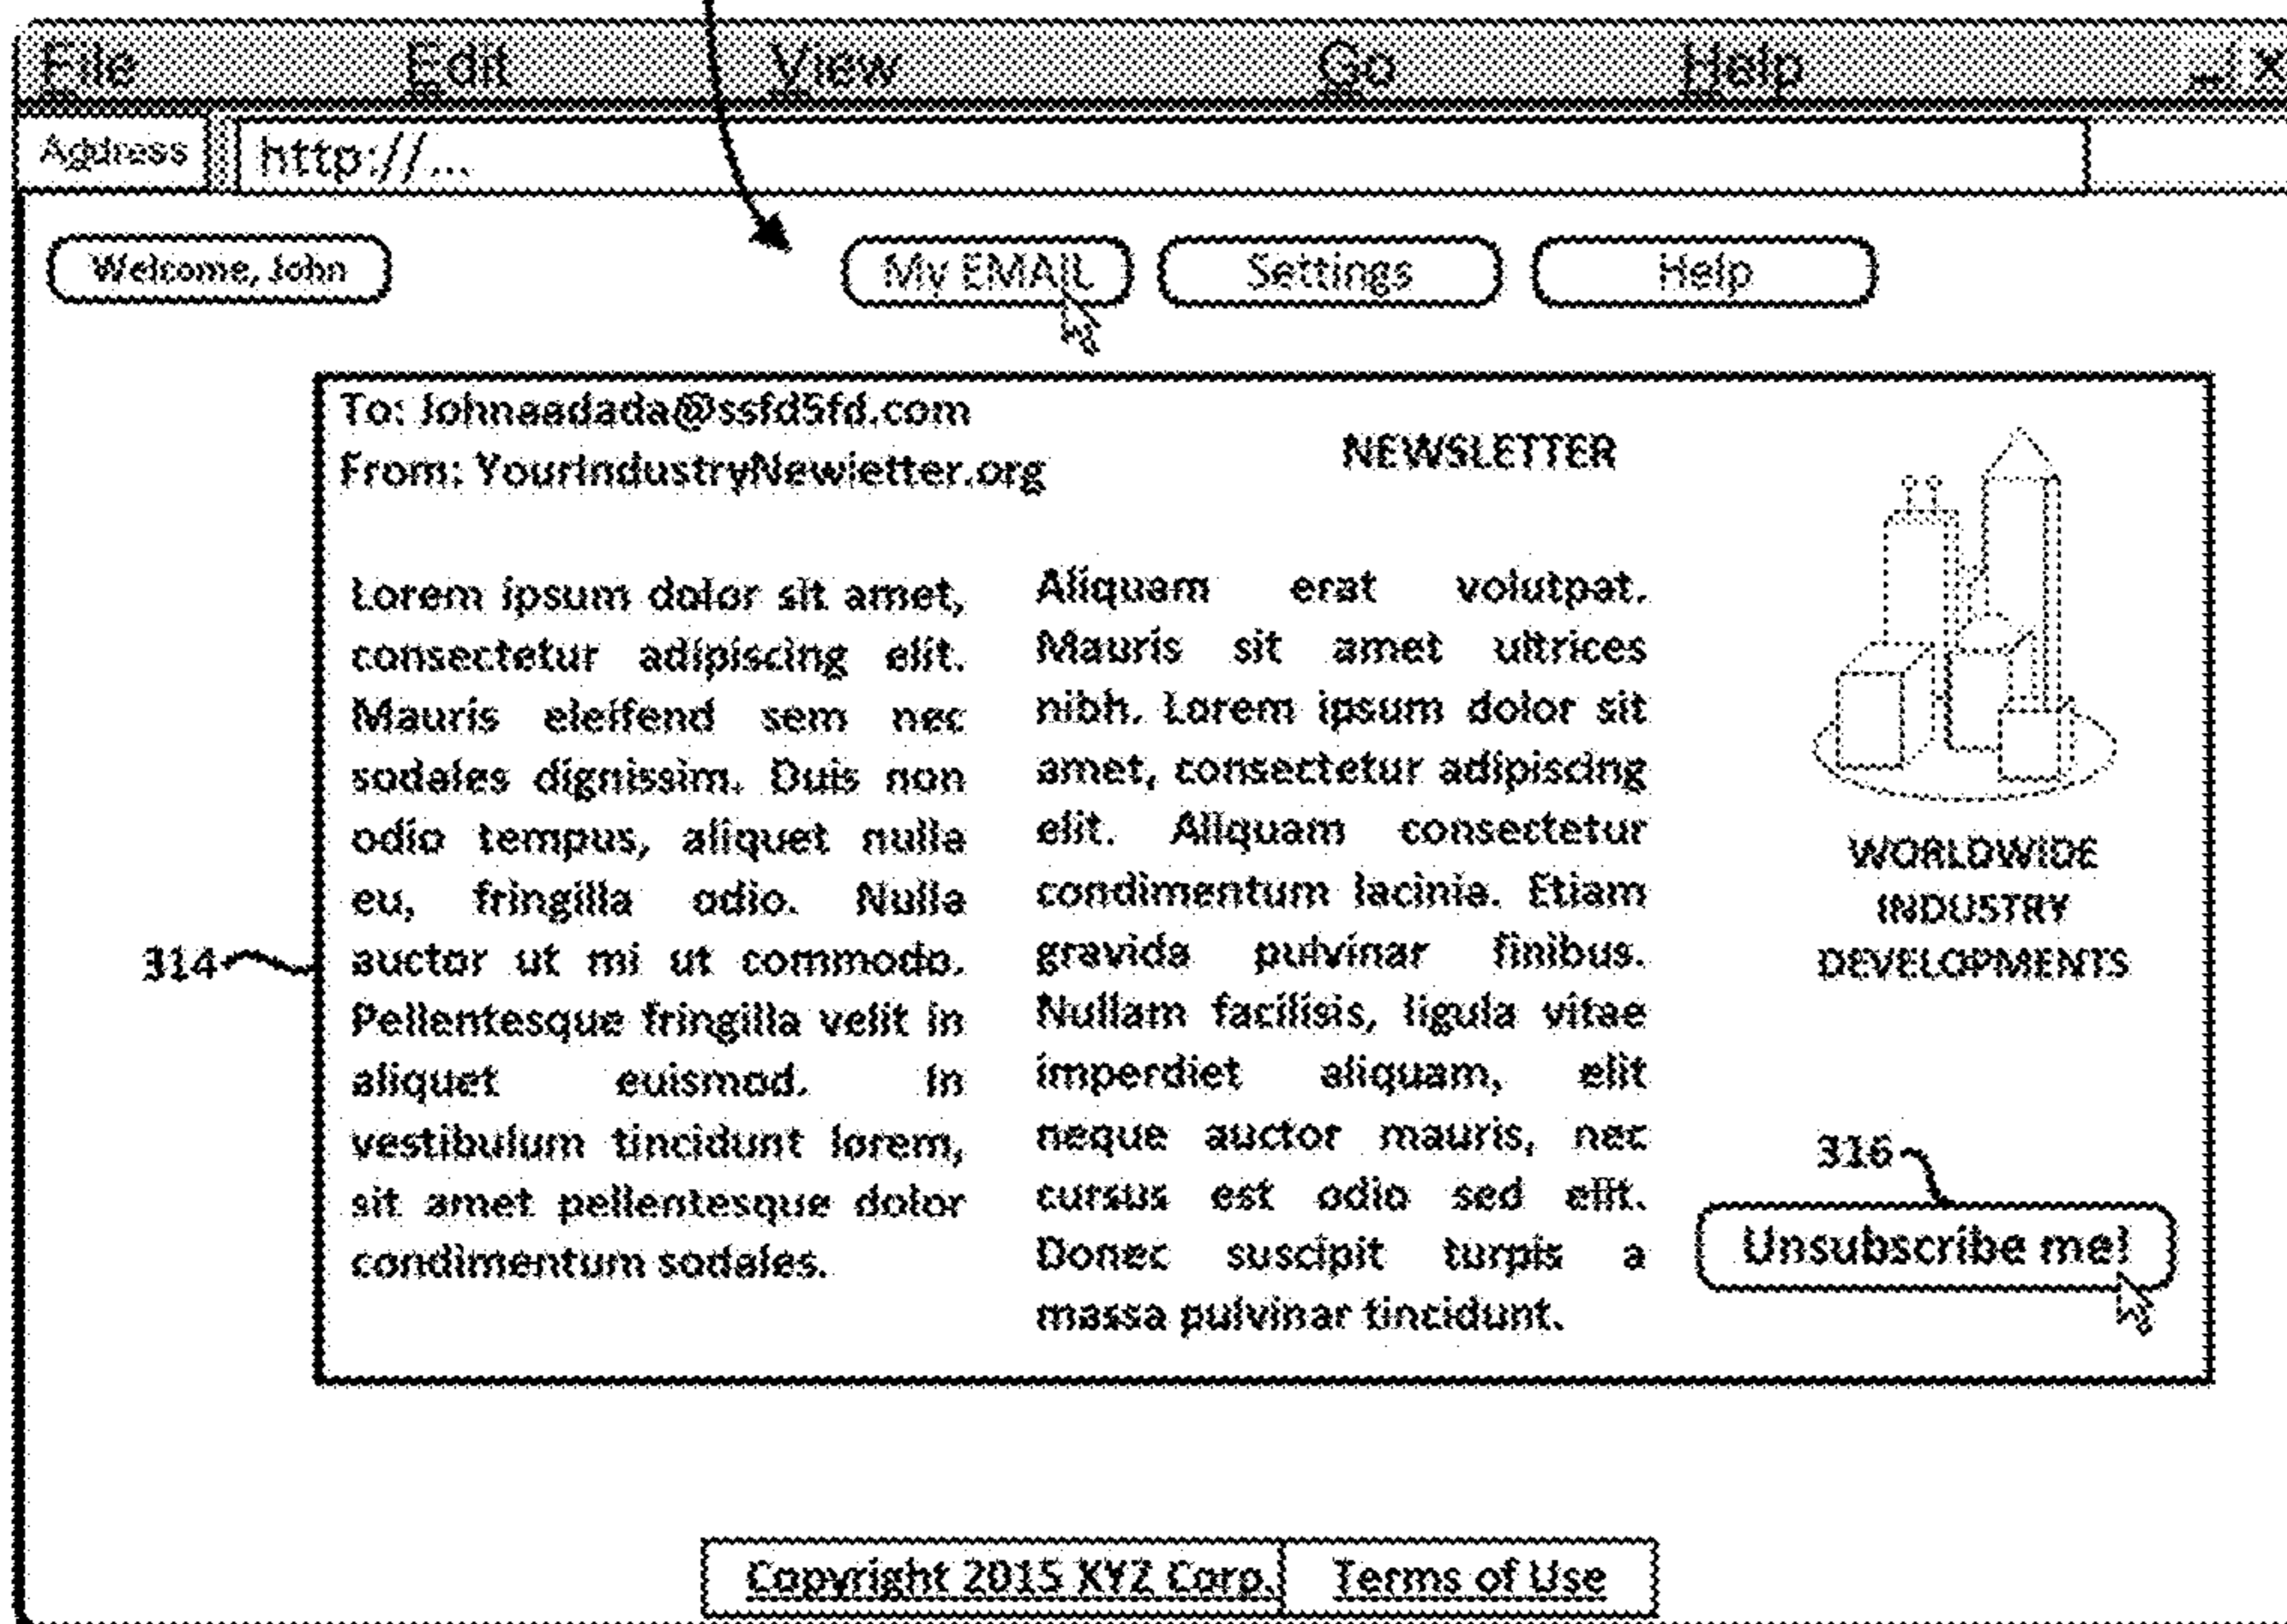 File Edit View Go Help
Address http://...
Welcome, John My EMAIL Settings Help
To: Johnaadada@ssfd5fd.com
From: YourIndustryNewletter.org
NEWSLETTER
Lorem ipsum dolor sit amet,
consectetur adipiscing elit.
Mauris eleifend sem nec
sodales dignissim. Duis non
odio tempus, aliquet nulla
eu, fringilla odio. Nulla
auctor ut mi ut commodo.
Pellentesque fringilla velit in
aliquet euismod. In
vestibulum tincidunt lorem,
sit amet pellentesque dolor
condimentum sodales.
Aliquam erat volutpat.
Mauris sit amet ultrices
nibh. Lorem ipsum dolor sit
amet, consectetur adipiscing
elit. Aliquam consectetur
condimentum lacinia. Etiam
gravida pulvinar finibus.
Nullam facilisis, ligula vitae
imperdiet aliquam, elit
neque auctor mauris, nec
cursus est odio sed elit.
Donec suscipit turpis a
massa pulvinar tincidunt.
WORLDWIDE
INDUSTRY
DEVELOPMENTS
314
316
Unsubscribe me!
Copyright 2015 XYZ Corp. Terms of Use